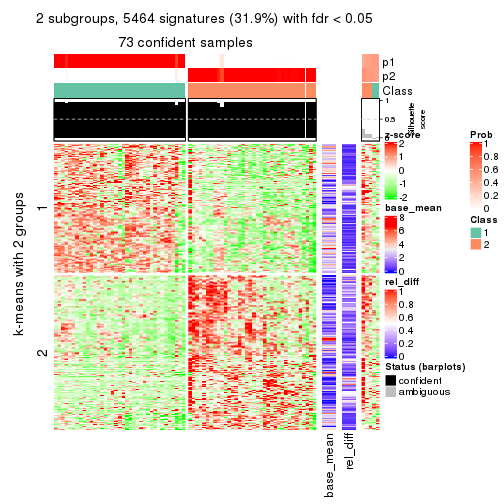 2 subgroups, 5464 signatures (31.9%) with fdr < 0.05
73 confident samples
p1
p2
Class
1
0.5
0
Silhouette
score
k-means with 2 groups
1
2
base_mean
rel_diff
z-score
2
1
0
-1
-2
base_mean
8
6
4
2
0
rel_diff
1
0.8
0.6
0.4
0.2
0
Status (barplots)
confident
ambiguous
Prob
1
0.8
0.6
0.4
0.2
0
Class
1
2